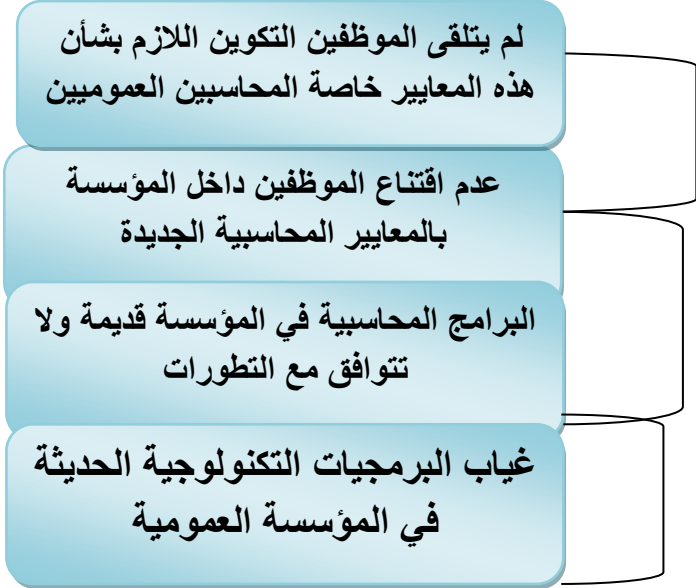 لم يتلقى الموظفين التكوين اللازم بشأن
هذه المعايير خاصة المحاسبين العموميين
عدم اقتناع الموظفين داخل المؤسسة
بالمعايير المحاسبية الجديدة
البرامج المحاسبية في المؤسسة قديمة ولا
تتوافق مع التطورات
غياب البرمجيات التكنولوجية الحديثة
في المؤسسة العمومية